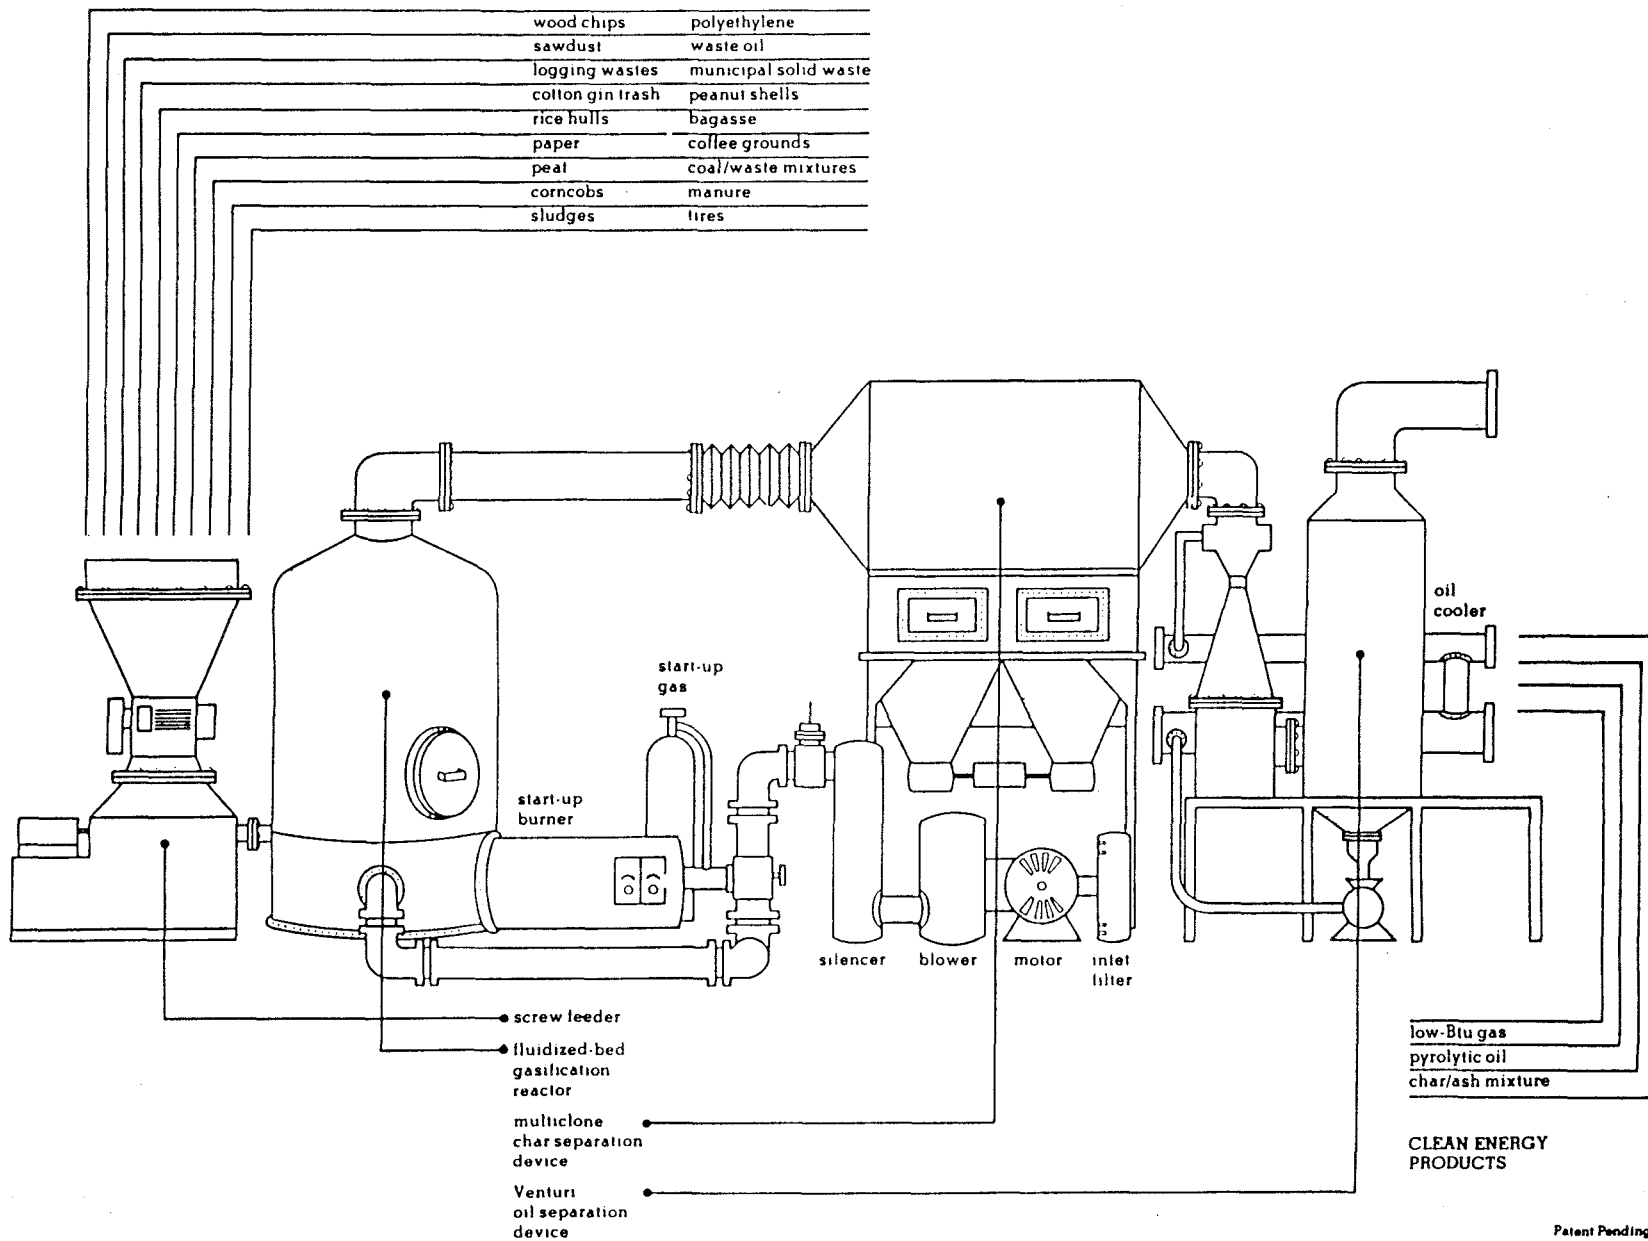 wood chips polyethylene
sawdust waste oil
logging wastes municipal solid waste
cotton gin trash peanut shells
rice hulls bagasse
paper coffee grounds
peat coal/waste mixtures
corncobs manure
sludges tires
oil
cooler
start-up
gas
start-up
burner
silencer blower motor inlet
filter
screw feeder
fluidized-bed
gasification
reactor
multiclone
char separation
device
Venturi
oil separation
device
low-Btu gas
pyrolytic oil
char/ash mixture
CLEAN ENERGY
PRODUCTS
Patent Pending